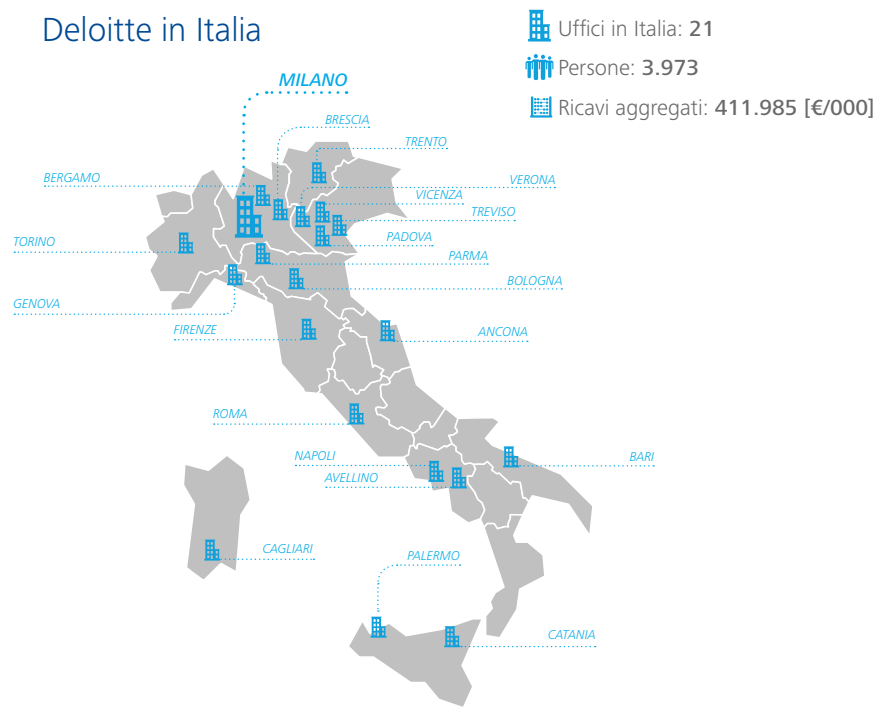 Deloitte in Italia
Uffici in Italia: 21
Persone: 3.973
Ricavi aggregati: 411.985 [€/000]
MILANO
BRESCIA
TRENTO
BERGAMO
VERONA
VICENZA
TREVISO
PADOVA
TORINO
PARMA
BOLOGNA
GENOVA
FIRENZE
ANCONA
ROMA
NAPOLI
BARI
AVELLINO
CAGLIARI
PALERMO
CATANIA